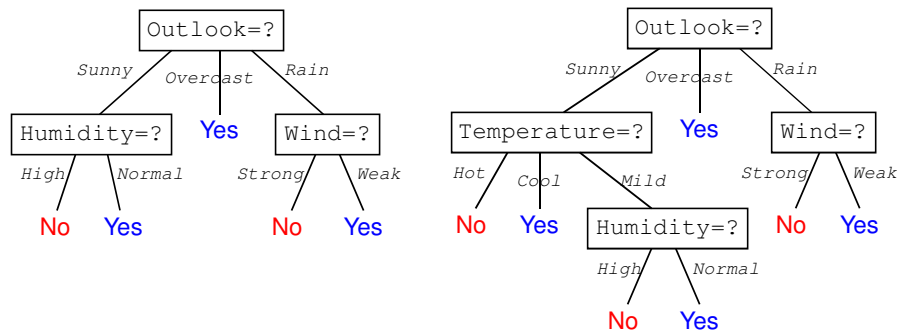 Outlook=?
Sunny Overcast Rain
Humidity=? Yes Wind=?
High Normal Strong Weak
No Yes No Yes
Outlook=?
Sunny Overcast Rain
Temperature=? Yes Wind=?
Hot Cool Mild Strong Weak
No Yes Humidity=? No Yes
High Normal
No Yes